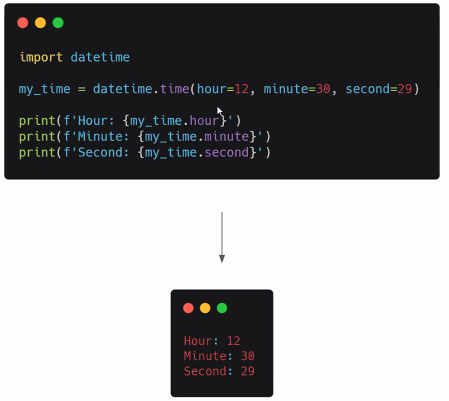 import datetime
my_time = datetime.time(hour=12, minute=30, second=29)
print(f'Hour: {my_time.hour}')
print(f'Minute: {my_time.minute}')
print(f'Second: {my_time.second}')
Hour: 12
Minute: 30
Second: 29